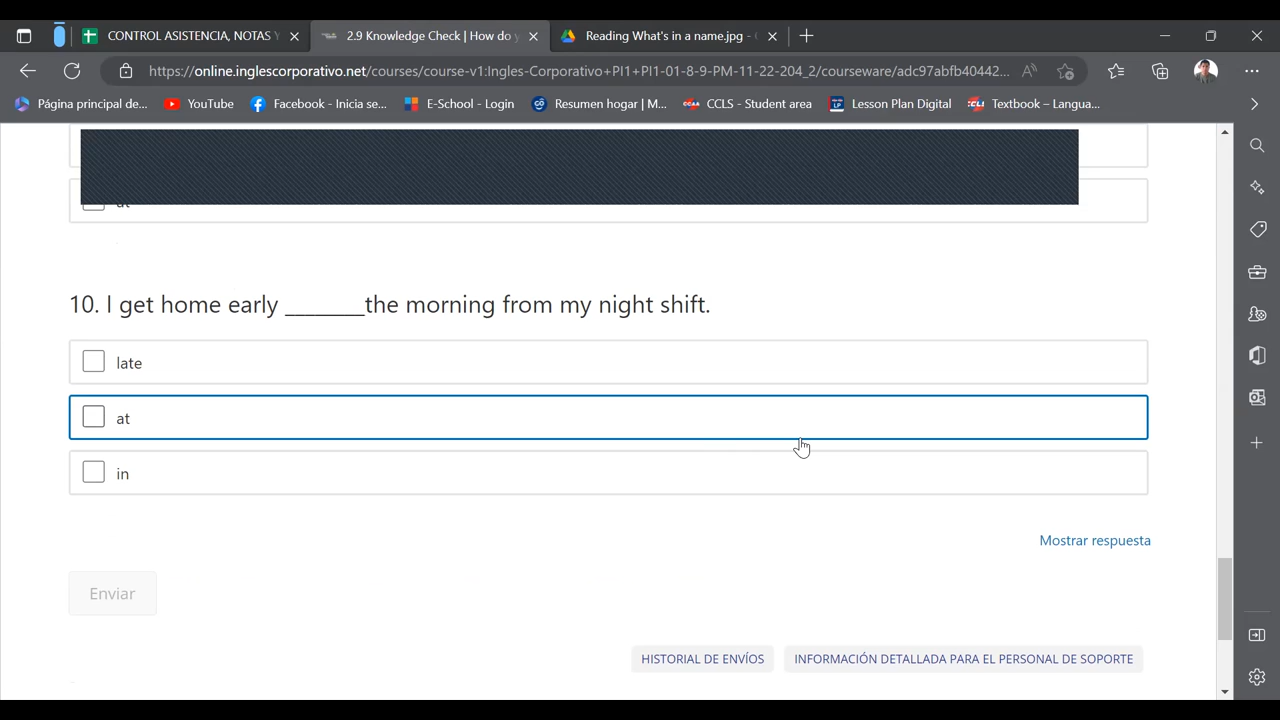 CONTROL ASISTENCIA, NOTAS Y
2.9 Knowledge Check | How do y
Reading What's in a name.jpg -
https://online.inglescorporativo.net/courses/course-v1:Ingles-Corporativo+PI1+PI1-01-8-9-PM-11-22-204_2/courseware/adc97abfb40442...
Página principal de...
YouTube
Facebook - Inicia se...
E-School - Login
Resumen hogar | M...
CCLS - Student area
Lesson Plan Digital
Textbook – Langua...
at
10. I get home early ________the morning from my night shift.
late
at
in
Mostrar respuesta
Enviar
HISTORIAL DE ENVÍOS
INFORMACIÓN DETALLADA PARA EL PERSONAL DE SOPORTE